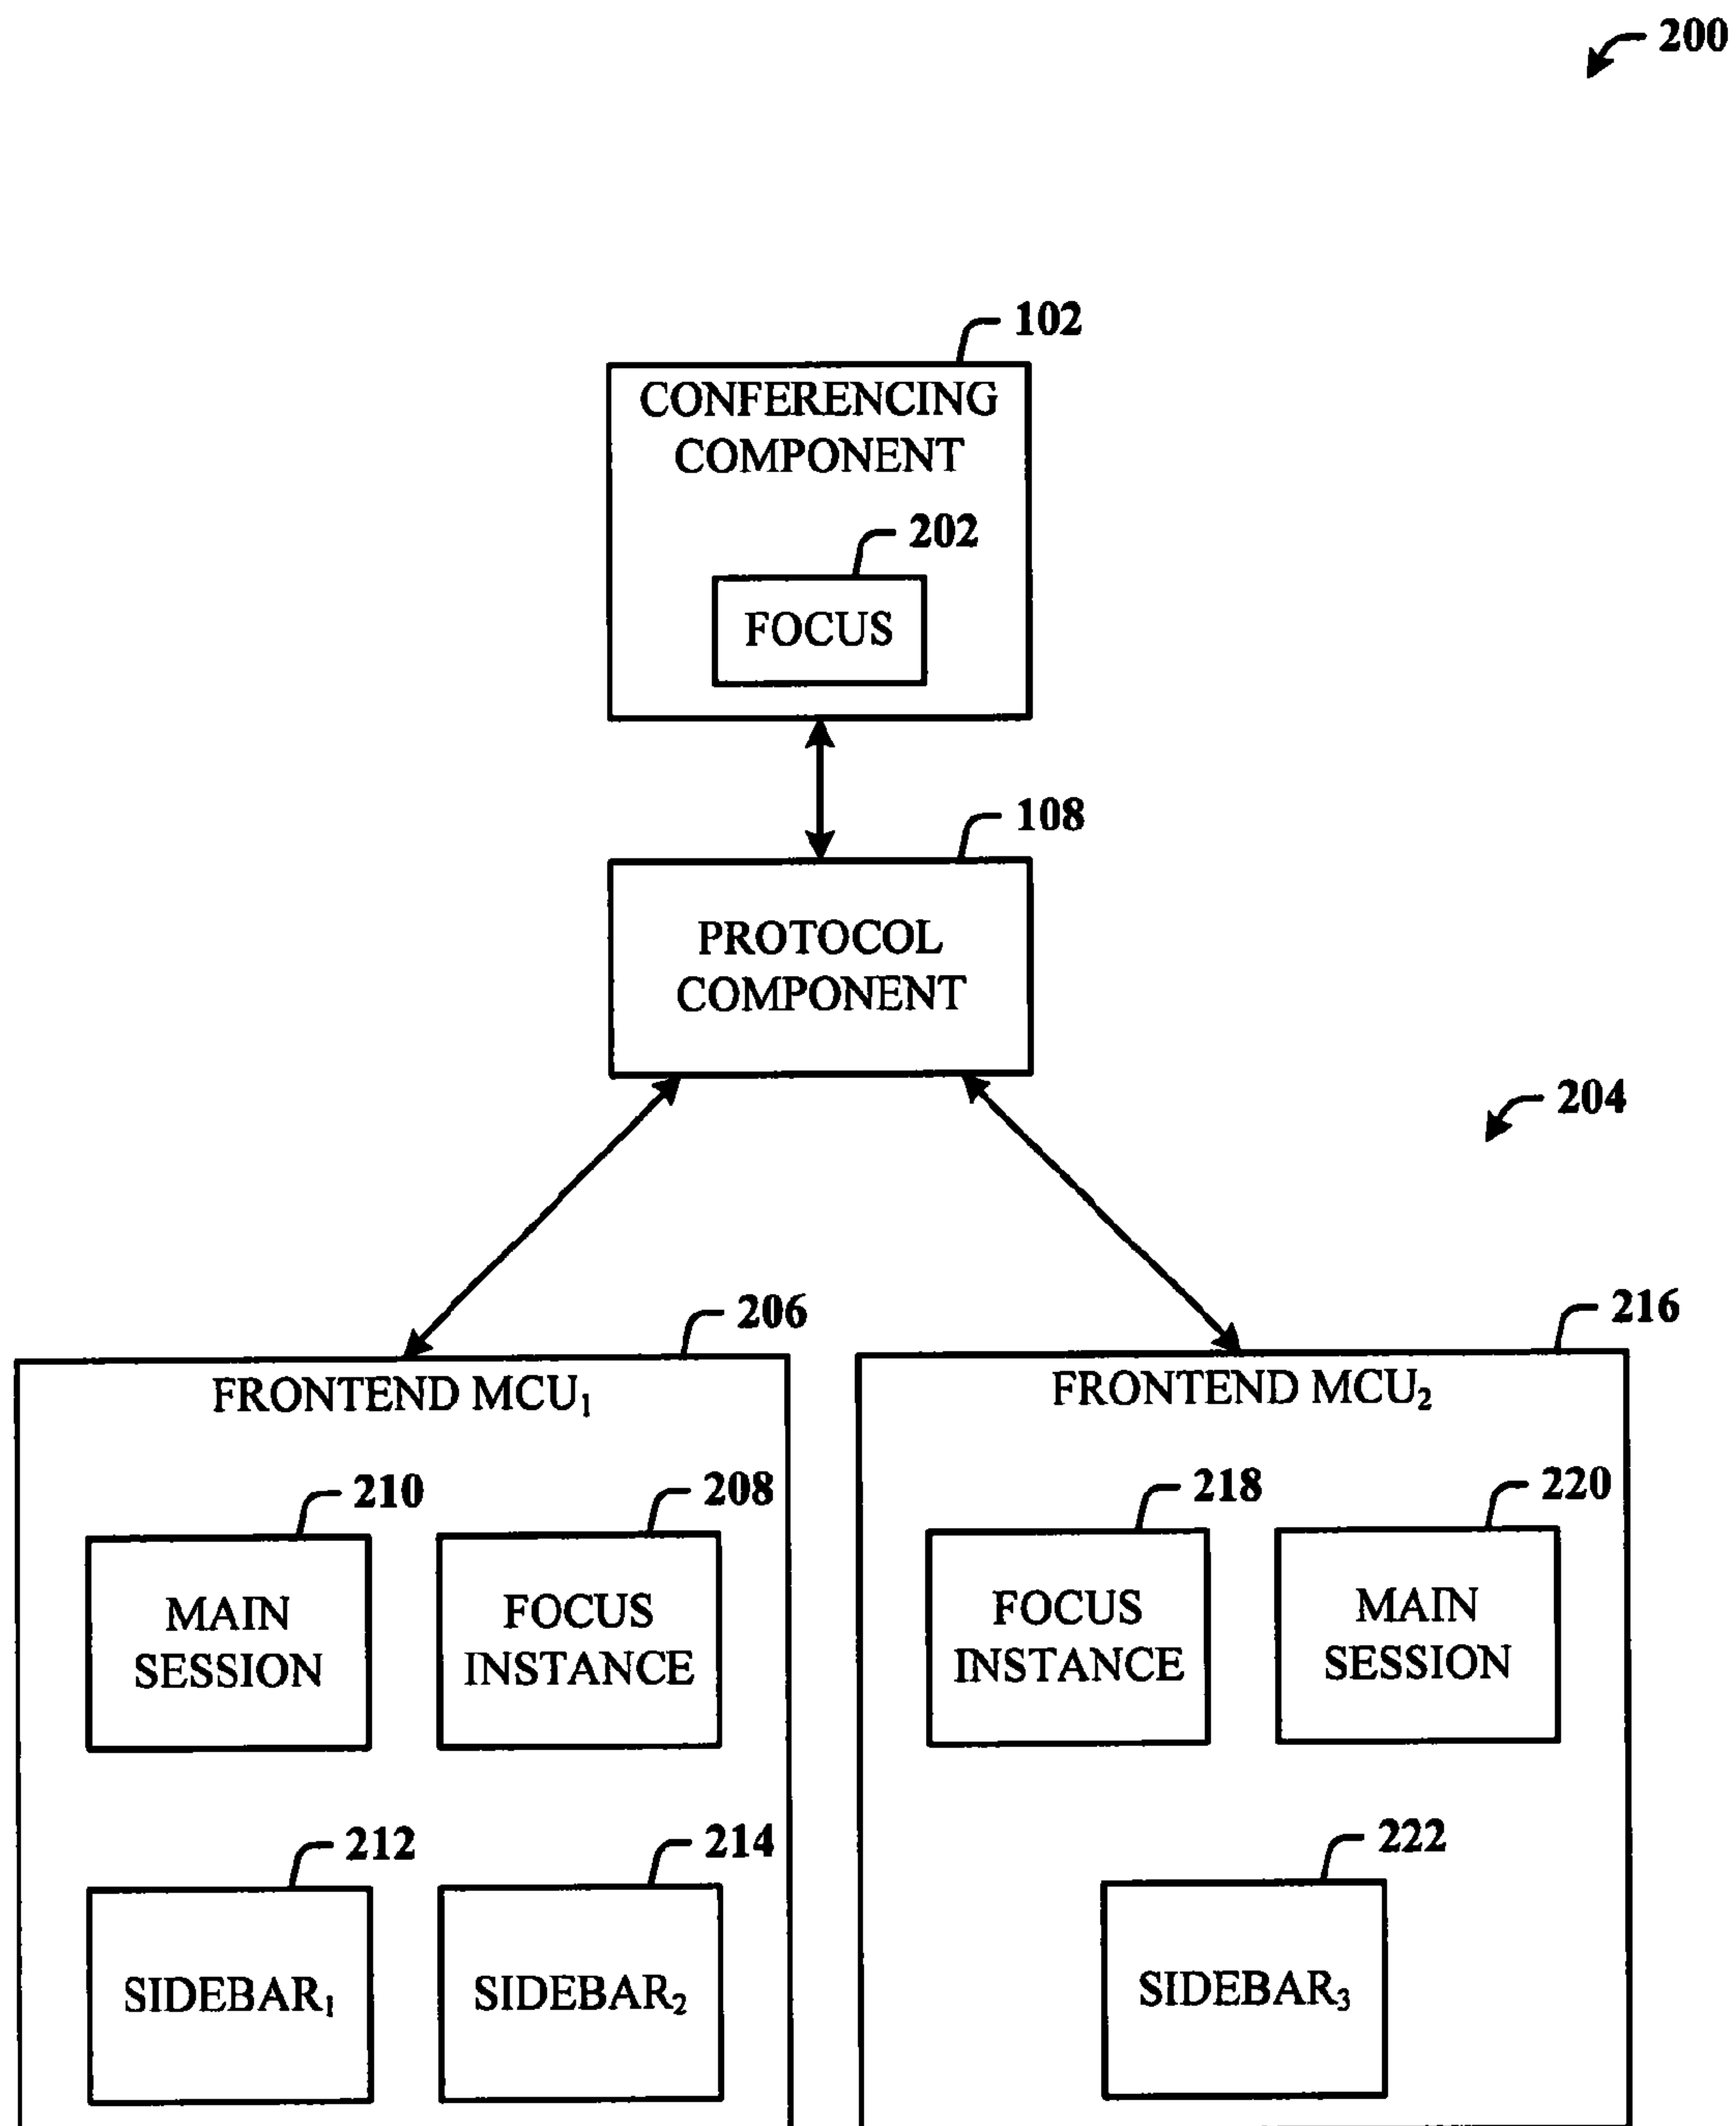 200
102
CONFERENCING
COMPONENT
202
FOCUS
108
PROTOCOL
COMPONENT
204
206
FRONTEND MCU₁
210
MAIN
SESSION
208
FOCUS
INSTANCE
212
SIDEBAR₁
214
SIDEBAR₂
216
FRONTEND MCU₂
218
FOCUS
INSTANCE
220
MAIN
SESSION
222
SIDEBAR₃